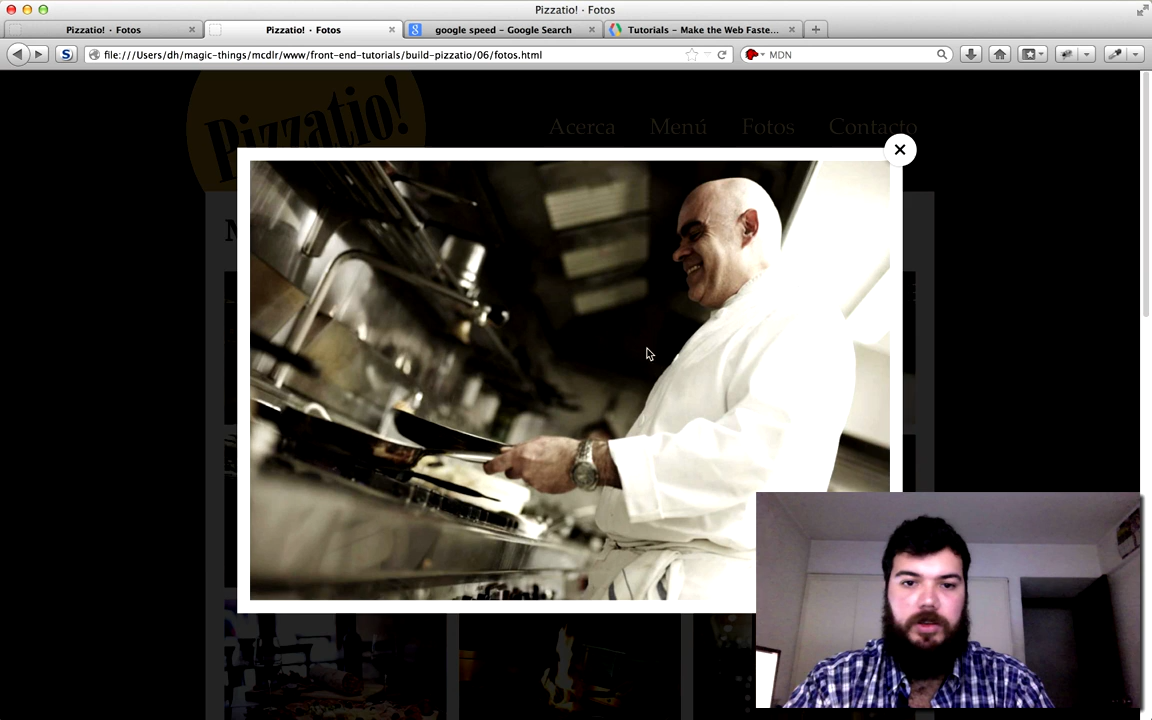 Pizzatio! · Fotos
Pizzatio! · Fotos
Pizzatio! · Fotos
google speed - Google Search
Tutorials - Make the Web Faste...
file:///Users/dh/magic-things/mcdlr/www/front-end-tutorials/build-pizzatio/06/fotos.html
MDN
Pizzatio!
Acerca
Menú
Fotos
Contacto